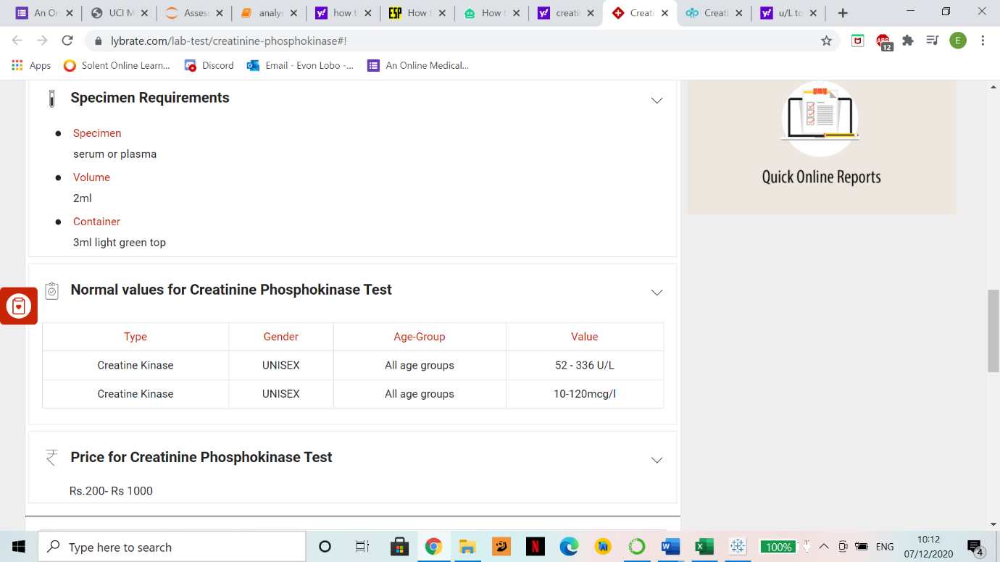 An Or
UCI M
Asses
analy
how t
How t
How t
creati
Creati
Creati
u/L to
lybrate.com/lab-test/creatinine-phosphokinase#!
ABP
12
E
Apps
Solent Online Learn...
Discord
Email - Evon Lobo -...
An Online Medical...
Specimen Requirements
Specimen
serum or plasma
Volume
2ml
Container
3ml light green top
Quick Online Reports
Normal values for Creatinine Phosphokinase Test
Type Gender Age-Group Value
Creatine Kinase UNISEX All age groups 52 - 336 U/L
Creatine Kinase UNISEX All age groups 10-120mcg/l
₹ Price for Creatinine Phosphokinase Test
Rs.200- Rs 1000
Type here to search
100%
ENG
10:12
07/12/2020
4